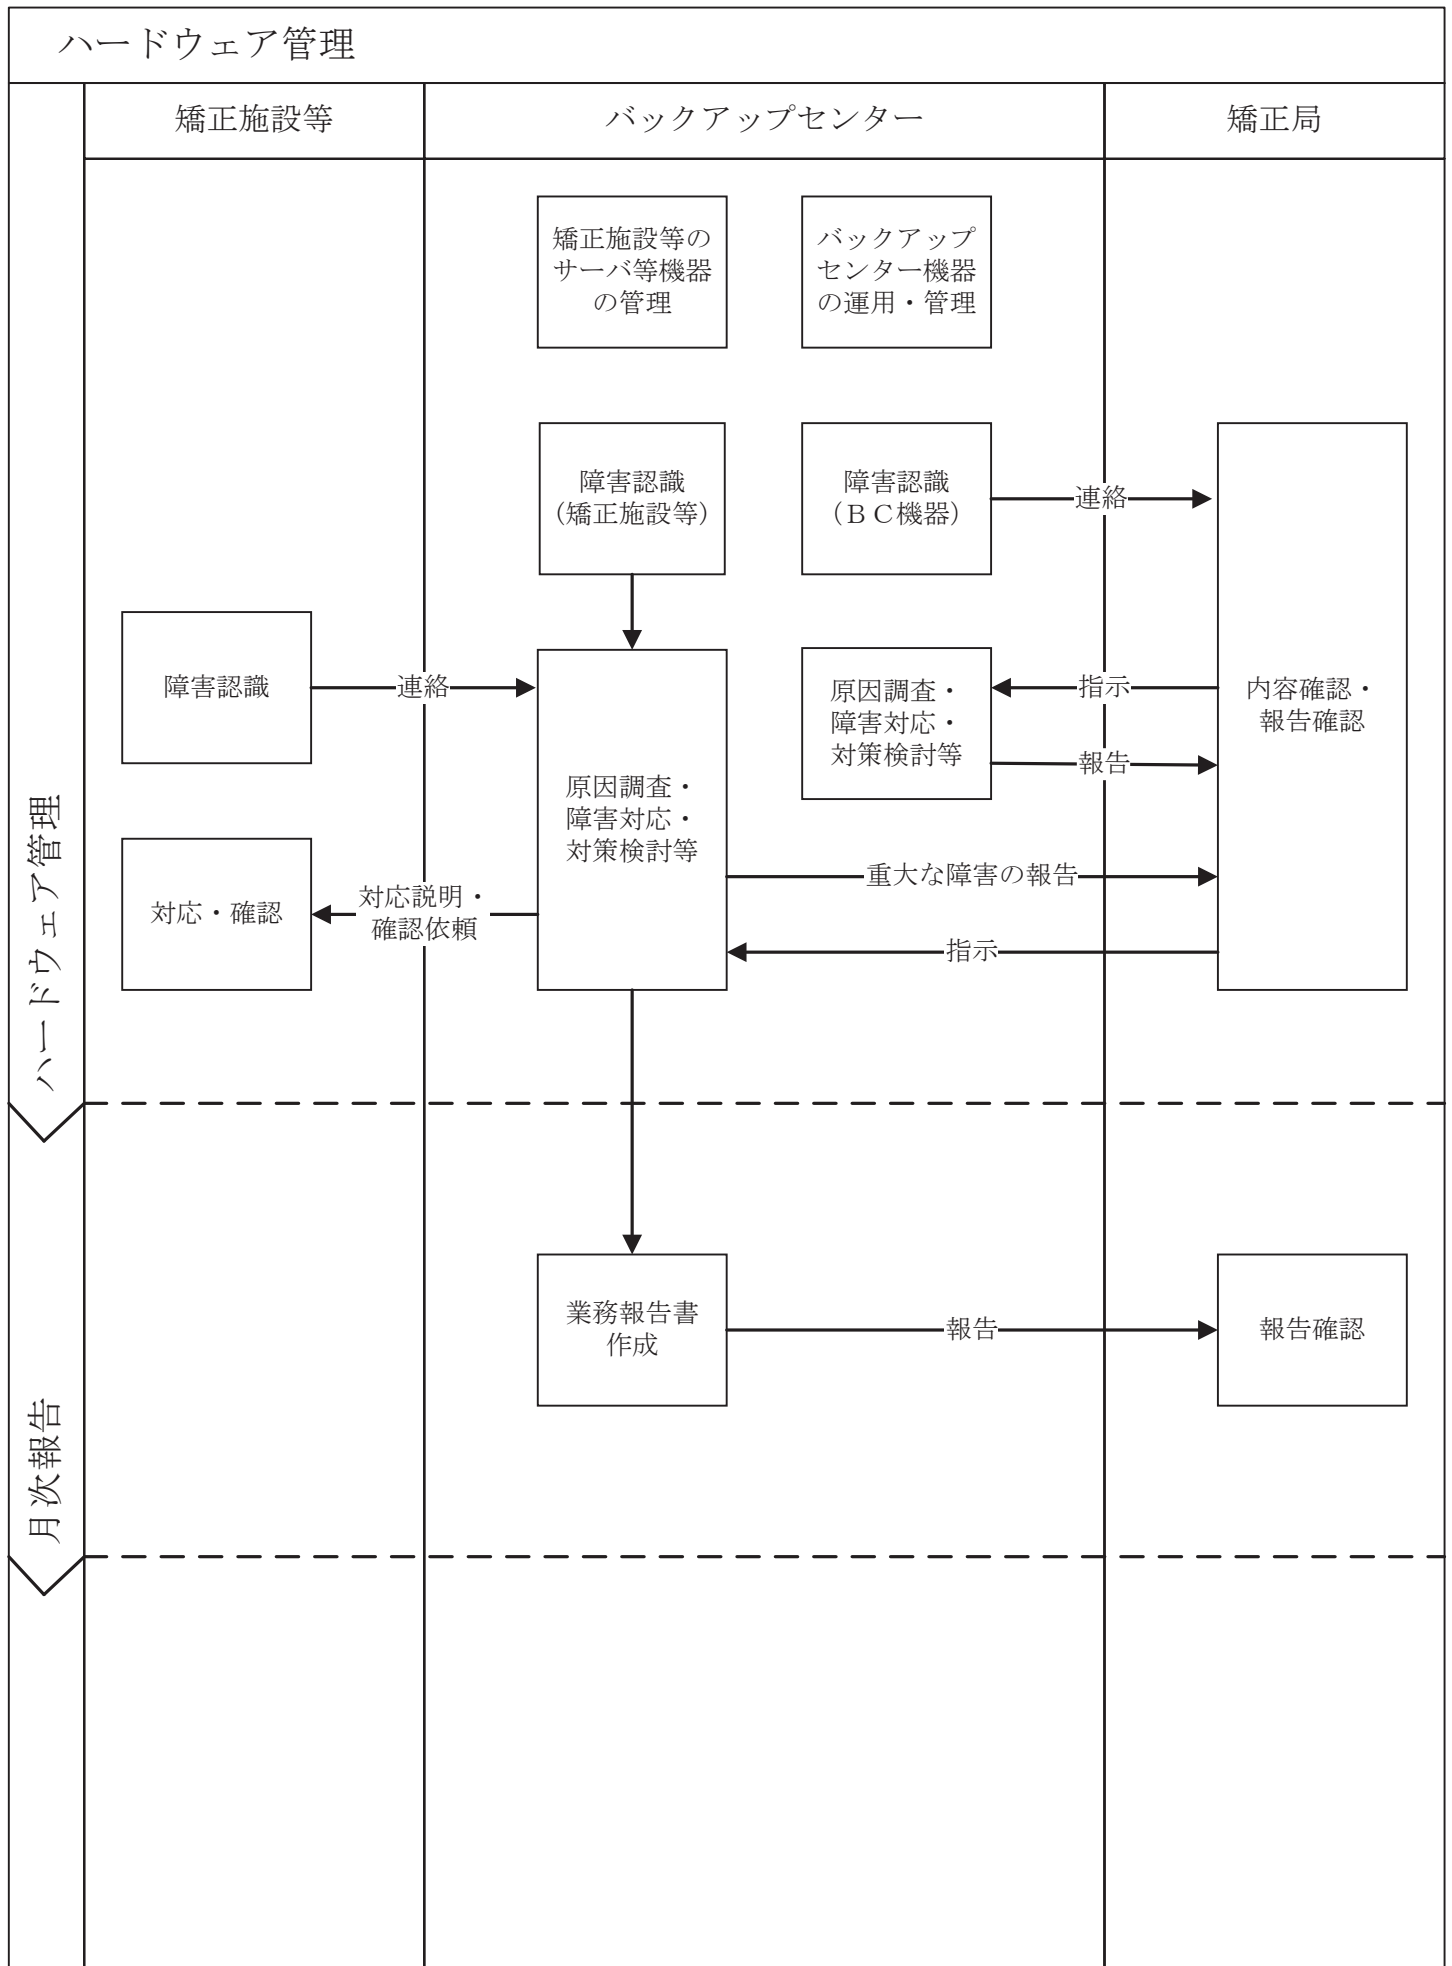 ハードウェア管理
矯正施設等
バックアップセンター
矯正局
矯正施設等の
サーバ等機器
の管理
バックアップ
センター機器
の運用・管理
障害認識
（矯正施設等）
障害認識
（ＢＣ機器）
連絡
障害認識
連絡
原因調査・
障害対応・
対策検討等
原因調査・
障害対応・
対策検討等
指示
報告
内容確認・
報告確認
重大な障害の報告
対応・確認
対応説明・
確認依頼
指示
ハードウェア管理
業務報告書
作成
報告
報告確認
月次報告